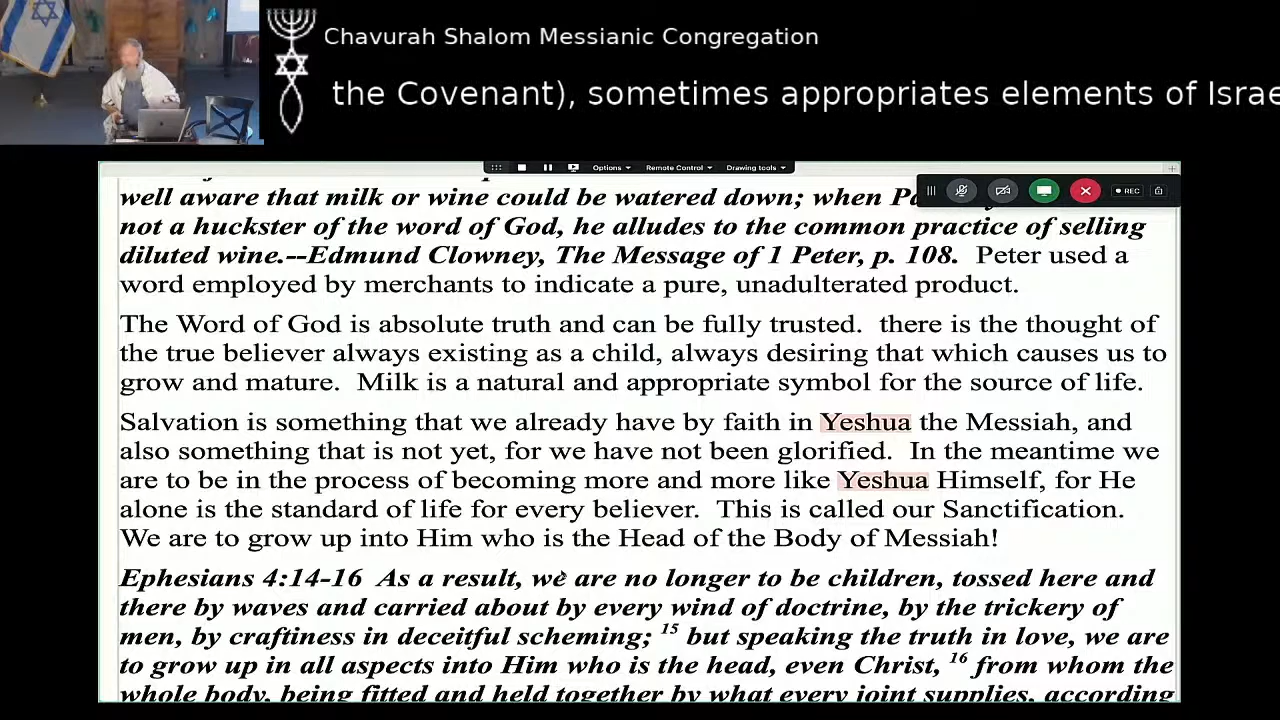 Chavurah Shalom Messianic Congregation
the Covenant), sometimes appropriates elements of Israe
Options
Remote Control
Drawing tools
REC
well aware that milk or wine could be watered down; when
not a huckster of the word of God, he alludes to the common practice of selling
diluted wine.--Edmund Clowney, The Message of 1 Peter, p. 108. Peter used a
word employed by merchants to indicate a pure, unadulterated product.
The Word of God is absolute truth and can be fully trusted. there is the thought of
the true believer always existing as a child, always desiring that which causes us to
grow and mature. Milk is a natural and appropriate symbol for the source of life.
Salvation is something that we already have by faith in Yeshua the Messiah, and
also something that is not yet, for we have not been glorified. In the meantime we
are to be in the process of becoming more and more like Yeshua Himself, for He
alone is the standard of life for every believer. This is called our Sanctification.
We are to grow up into Him who is the Head of the Body of Messiah!
Ephesians 4:14-16 As a result, we are no longer to be children, tossed here and
there by waves and carried about by every wind of doctrine, by the trickery of
men, by craftiness in deceitful scheming; 15 but speaking the truth in love, we are
to grow up in all aspects into Him who is the head, even Christ, 16 from whom the
whole body, being fitted and held together by what every joint supplies, according